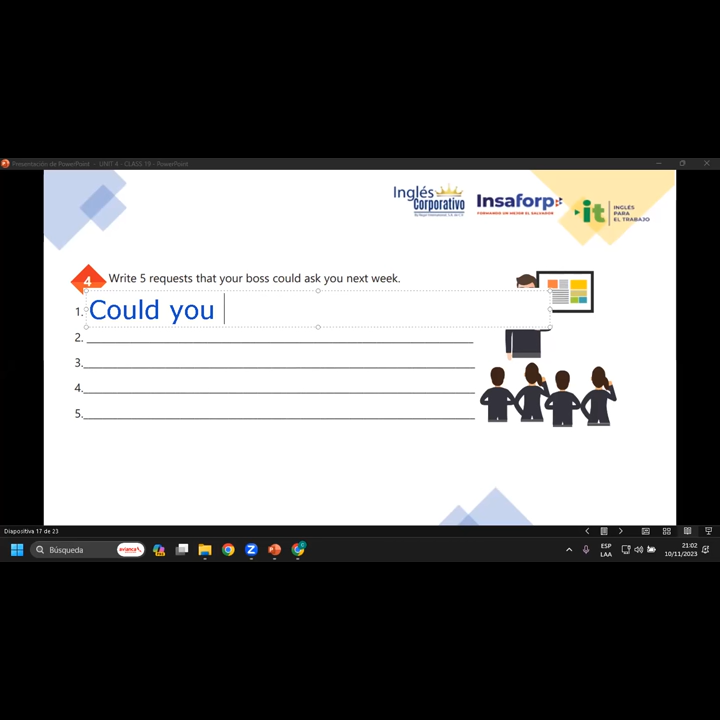 Presentación de PowerPoint - UNIT 4 - CLASS 19 - PowerPoint
Inglés
Corporativo
Insaforp
FORMANDO UN MEJOR EL SALVADOR
it
INGLÉS
PARA
EL TRABAJO
4
Write 5 requests that your boss could ask you next week.
1. Could you
2.
3.
4.
5.
Diapositiva 17 de 23
Búsqueda
avianca
ESP
LAA
21:02
10/11/2023